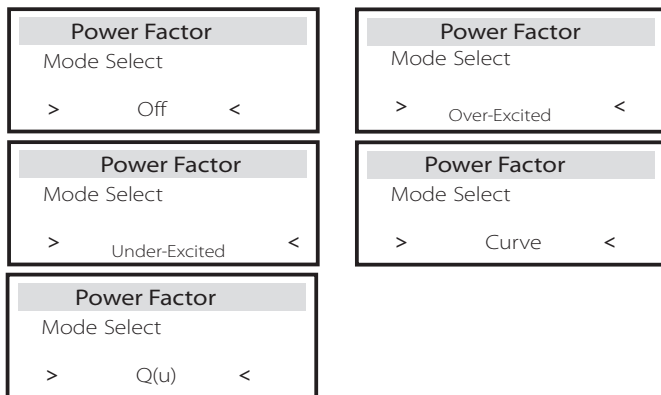 Power Factor
Mode Select
> Off <
Power Factor
Mode Select
> Over-Excited <
Power Factor
Mode Select
> Under-Excited <
Power Factor
Mode Select
> Curve <
Power Factor
Mode Select
> Q(u) <